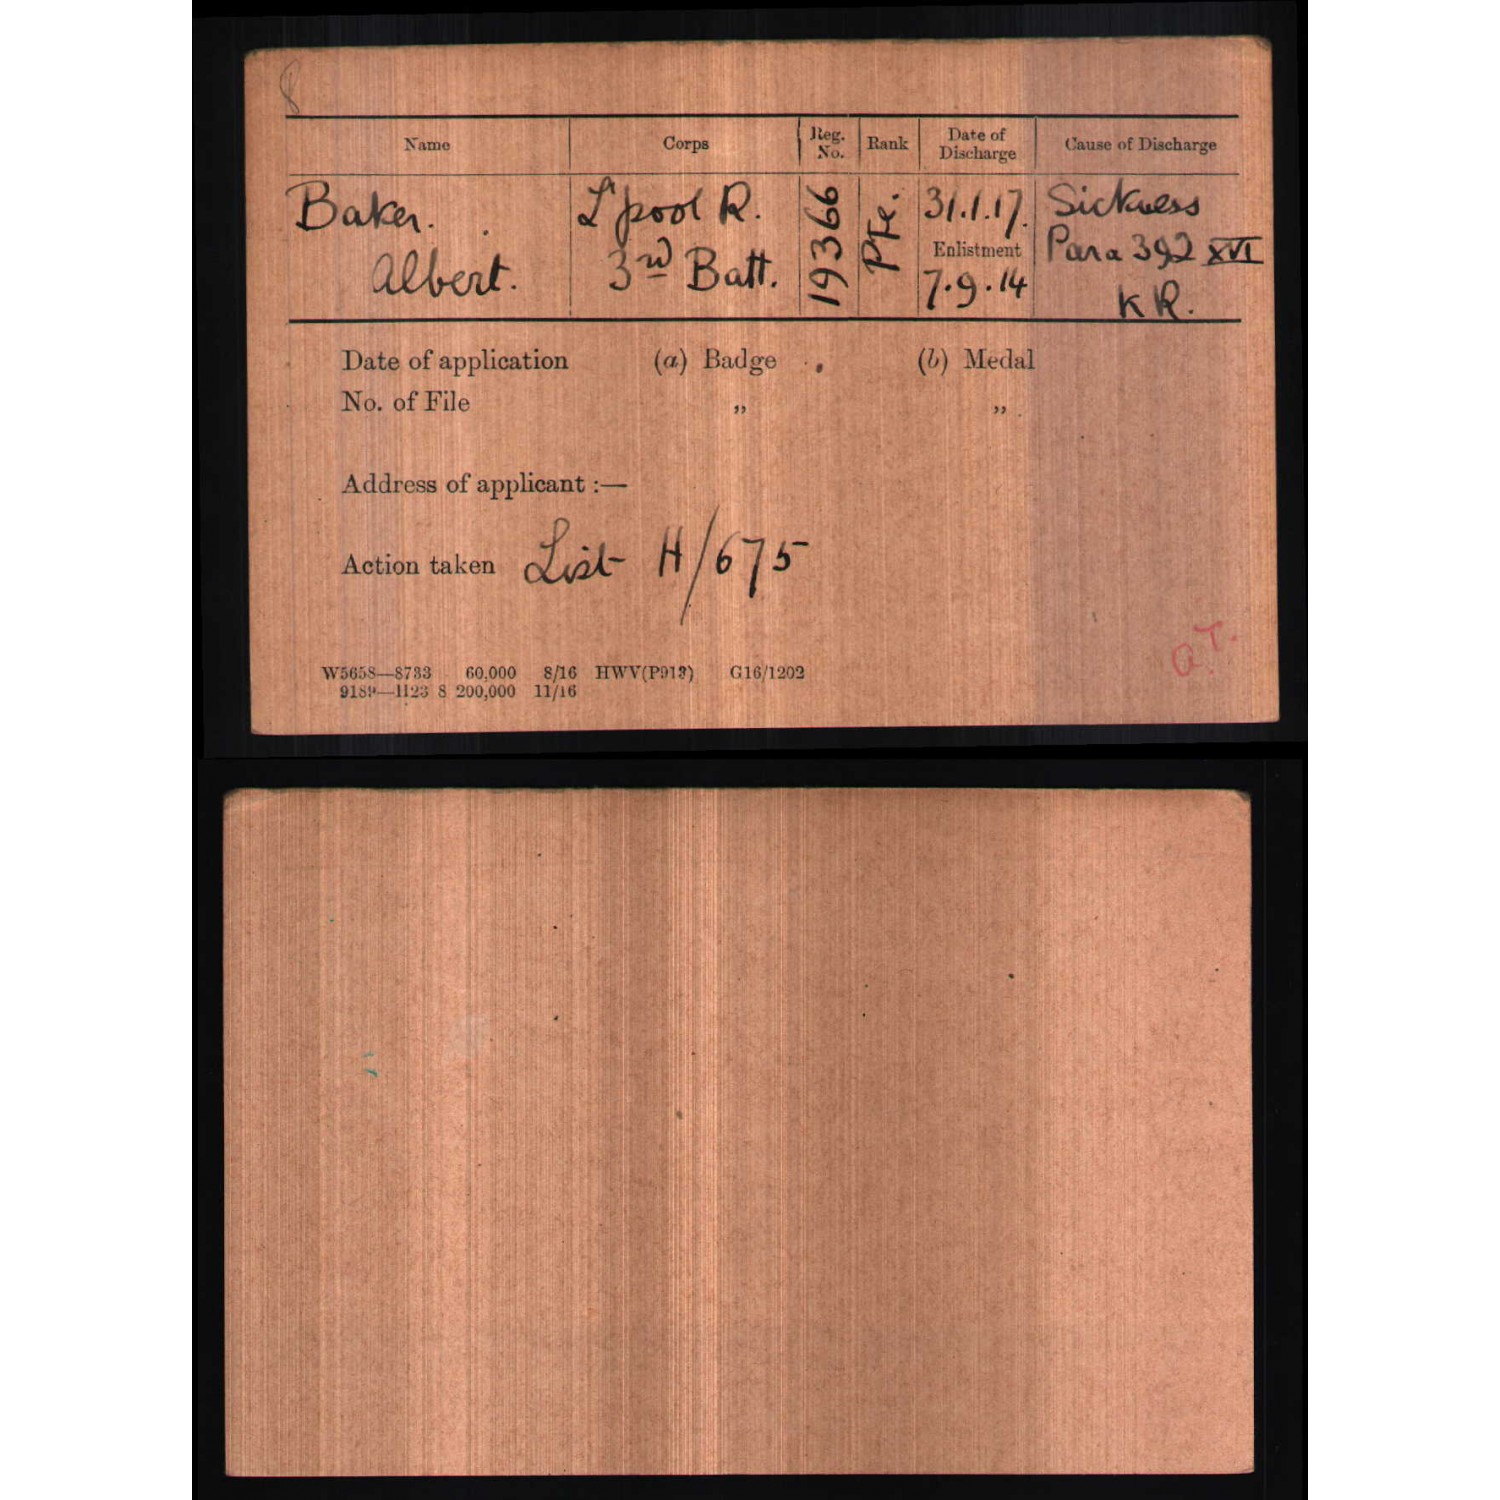 8
Name Corps Reg. No. Rank Date of Discharge Cause of Discharge
Baker. L'pool R. 19366 Pte. 31.1.17. Sickness
Enlistment Para 392 XVI
Albert. 3rd Batt. 7.9.14 KR.
Date of application (a) Badge (b) Medal
No. of File ,, ,,
Address of applicant :—
Action taken List H/675
a.T.
W5658—8733 60,000 8/16 HWV(P913) G16/1202
9189—1123 S 200,000 11/16